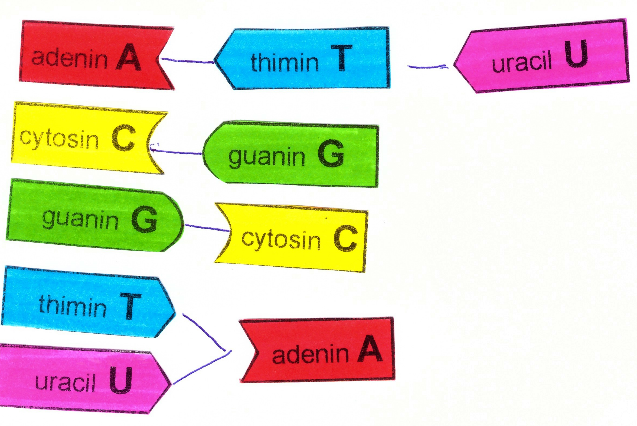 adenin A thimin T uracil U
cytosin C guanin G
guanin G cytosin C
thimin T
adenin A
uracil U